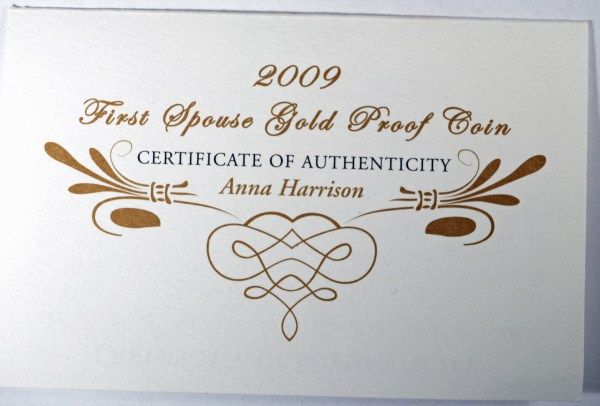 2009
First Spouse Gold Proof Coin
CERTIFICATE OF AUTHENTICITY
Anna Harrison